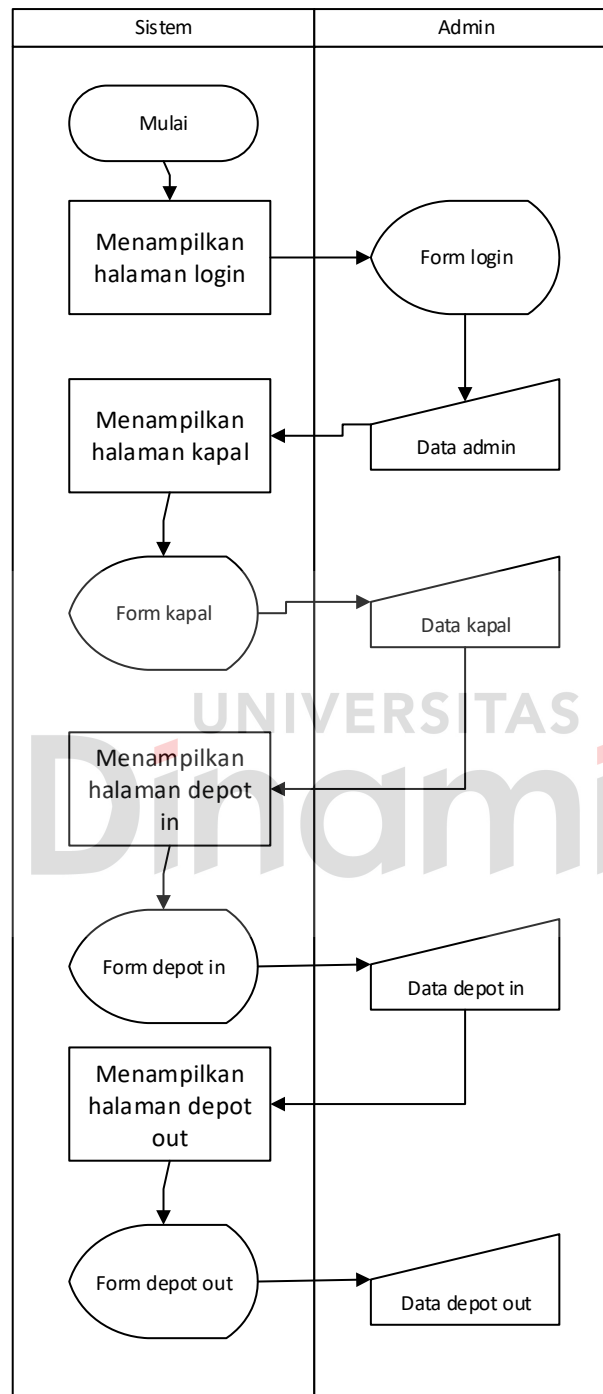 Sistem
Admin
Mulai
Menampilkan
halaman login
Form login
Menampilkan
halaman kapal
Data admin
Form kapal
Data kapal
UNIVERSITAS
Dinami
Menampilkan
halaman depot
in
Form depot in
Data depot in
Menampilkan
halaman depot
out
Form depot out
Data depot out